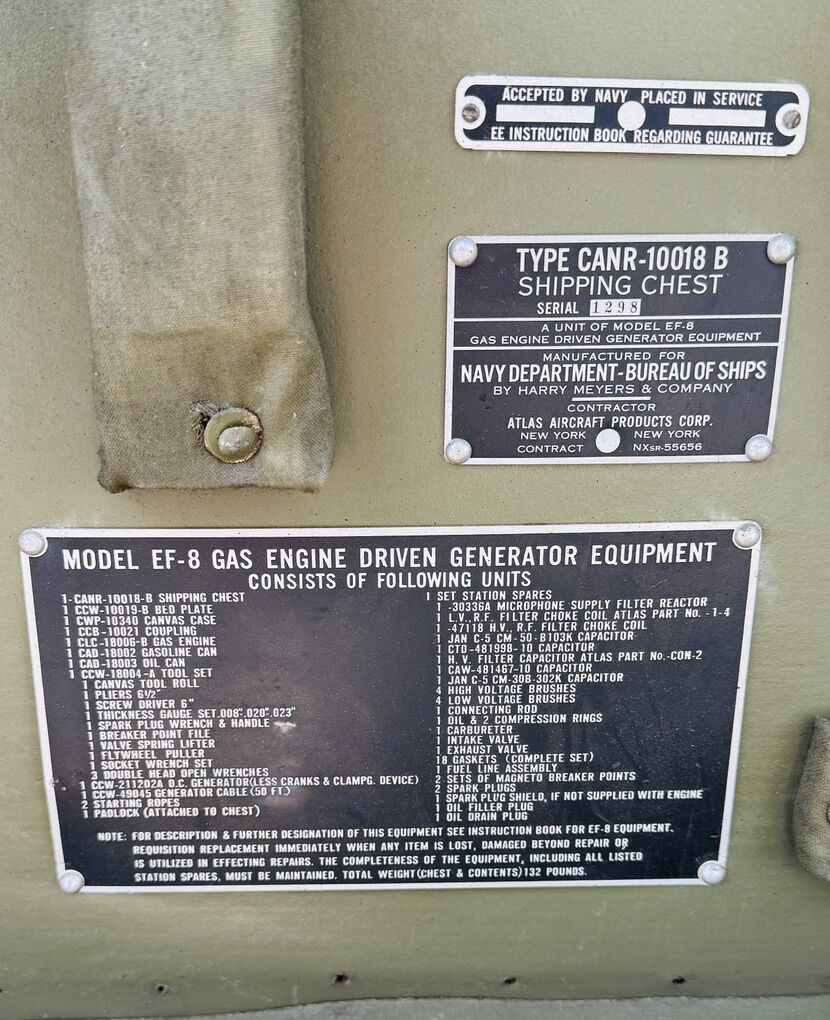 ACCEPTED BY NAVY PLACED IN SERVICE
EE INSTRUCTION BOOK REGARDING GUARANTEE
TYPE CANR-10018 B
SHIPPING CHEST
SERIAL 1298
A UNIT OF MODEL EF-8
GAS ENGINE DRIVEN GENERATOR EQUIPMENT
MANUFACTURED FOR
NAVY DEPARTMENT-BUREAU OF SHIPS
BY HARRY MEYERS & COMPANY
CONTRACTOR
ATLAS AIRCRAFT PRODUCTS CORP.
NEW YORK NEW YORK
CONTRACT NXSR-55656
MODEL EF-8 GAS ENGINE DRIVEN GENERATOR EQUIPMENT
CONSISTS OF FOLLOWING UNITS
1-CANR-10018-B SHIPPING CHEST
1 CCW-10019-B BED PLATE
1 CWP-10340 CANVAS CASE
1 CCB-10021 COUPLING
1 CLC-18006-B GAS ENGINE
1 CAD-18002 GASOLINE CAN
1 CAD-18003 OIL CAN
1 CCW-18004-A TOOL SET
1 CANVAS TOOL ROLL
1 PLIERS 6½"
1 SCREW DRIVER 6"
1 THICKNESS GAUGE SET.008".020".023"
1 SPARK PLUG WRENCH & HANDLE
1 BREAKER POINT FILE
1 VALVE SPRING LIFTER
1 FLYWHEEL PULLER
1 SOCKET WRENCH SET
3 DOUBLE HEAD OPEN WRENCHES
1 CCW-211202A D.C. GENERATOR(LESS CRANKS & CLAMPG. DEVICE)
1 CCW-49045 GENERATOR CABLE (50 FT.)
2 STARTING ROPES
1 PADLOCK (ATTACHED TO CHEST)
1 SET STATION SPARES
1 -30336A MICROPHONE SUPPLY FILTER REACTOR
1 L.V., R.F. FILTER CHOKE COIL ATLAS PART No. -1-4
1 -47118 H.V., R.F. FILTER CHOKE COIL
1 JAN C-5 CM-50-B103K CAPACITOR
1 CTD-481998-10 CAPACITOR
1 H. V. FILTER CAPACITOR ATLAS PART No.-CON-2
1 CAW-481467-10 CAPACITOR
1 JAN C-5 CM-30B-302K CAPACITOR
4 HIGH VOLTAGE BRUSHES
4 LOW VOLTAGE BRUSHES
1 CONNECTING ROD
1 OIL & 2 COMPRESSION RINGS
1 CARBURETER
1 INTAKE VALVE
1 EXHAUST VALVE
18 GASKETS (COMPLETE SET)
1 FUEL LINE ASSEMBLY
2 SETS OF MAGNETO BREAKER POINTS
2 SPARK PLUGS
1 SPARK PLUG SHIELD, IF NOT SUPPLIED WITH ENGINE
1 OIL FILLER PLUG
1 OIL DRAIN PLUG
NOTE: FOR DESCRIPTION & FURTHER DESIGNATION OF THIS EQUIPMENT SEE INSTRUCTION BOOK FOR EF-8 EQUIPMENT.
REQUISITION REPLACEMENT IMMEDIATELY WHEN ANY ITEM IS LOST, DAMAGED BEYOND REPAIR OR
IS UTILIZED IN EFFECTING REPAIRS. THE COMPLETENESS OF THE EQUIPMENT, INCLUDING ALL LISTED
STATION SPARES, MUST BE MAINTAINED. TOTAL WEIGHT(CHEST & CONTENTS)132 POUNDS.